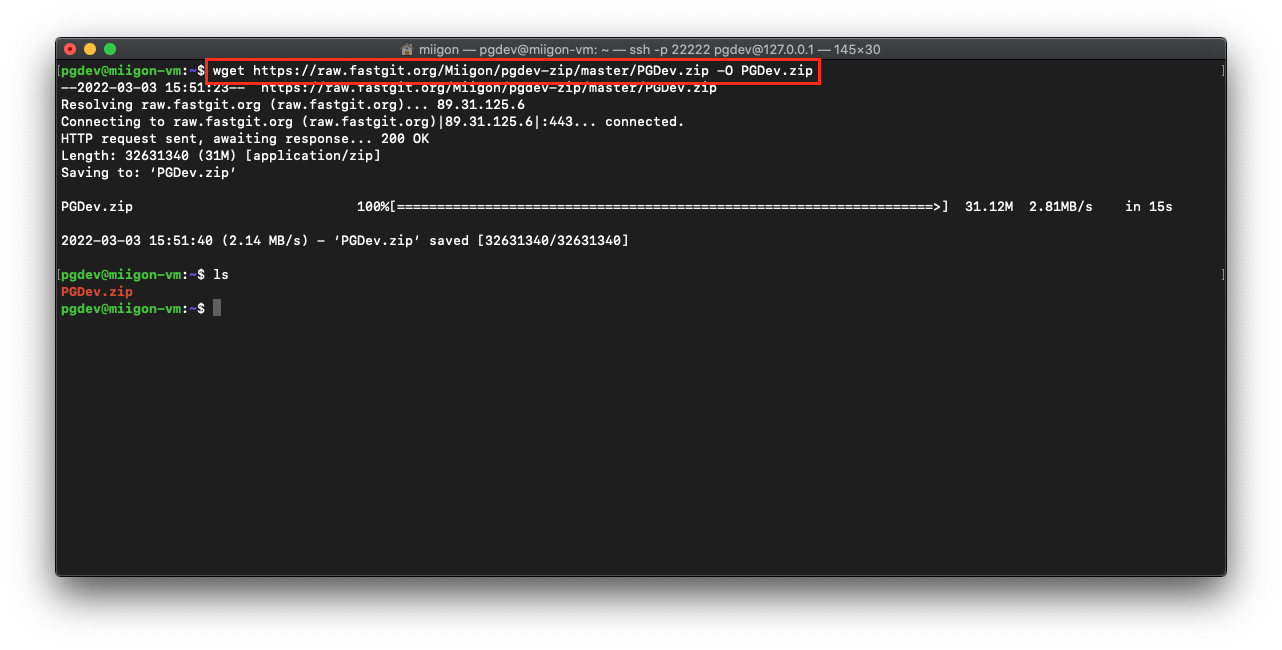 miigon — pgdev@miigon-vm: ~ — ssh -p 22222 pgdev@127.0.0.1 — 145×30
[pgdev@miigon-vm:~$ wget https://raw.fastgit.org/Miigon/pgdev-zip/master/PGDev.zip -O PGDev.zip ]
--2022-03-03 15:51:23--  https://raw.fastgit.org/Miigon/pgdev-zip/master/PGDev.zip
Resolving raw.fastgit.org (raw.fastgit.org)... 89.31.125.6
Connecting to raw.fastgit.org (raw.fastgit.org)|89.31.125.6|:443... connected.
HTTP request sent, awaiting response... 200 OK
Length: 32631340 (31M) [application/zip]
Saving to: ‘PGDev.zip’
PGDev.zip 100%[===================================================================>] 31.12M 2.81MB/s in 15s
2022-03-03 15:51:40 (2.14 MB/s) - ‘PGDev.zip’ saved [32631340/32631340]
[pgdev@miigon-vm:~$ ls ]
PGDev.zip
pgdev@miigon-vm:~$